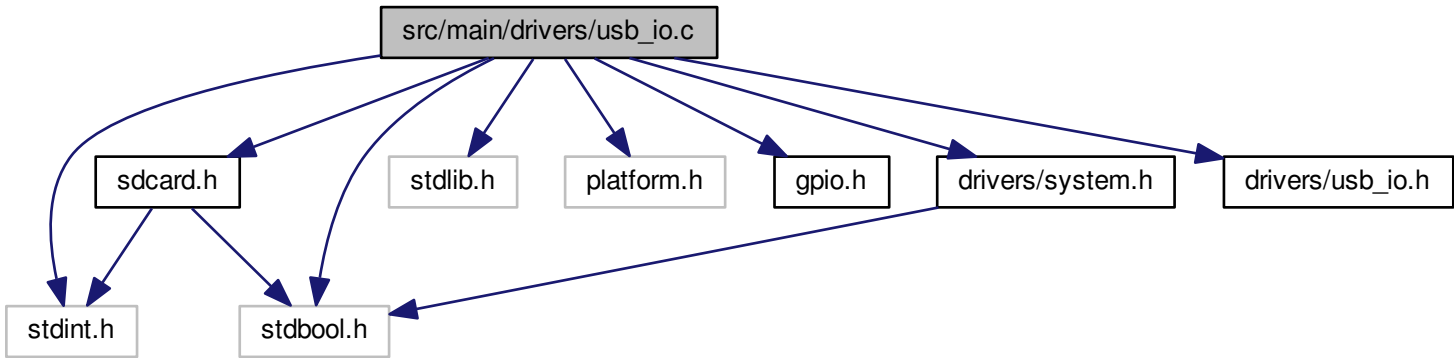 src/main/drivers/usb_io.c
sdcard.h
stdlib.h
platform.h
gpio.h
drivers/system.h
drivers/usb_io.h
stdint.h
stdbool.h